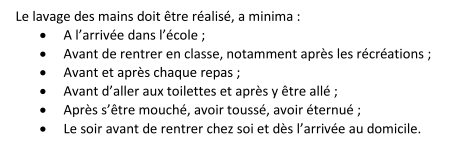 Le lavage des mains doit être réalisé, a minima :
• A l’arrivée dans l’école ;
• Avant de rentrer en classe, notamment après les récréations ;
• Avant et après chaque repas ;
• Avant d’aller aux toilettes et après y être allé ;
• Après s’être mouché, avoir toussé, avoir éternué ;
• Le soir avant de rentrer chez soi et dès l’arrivée au domicile.